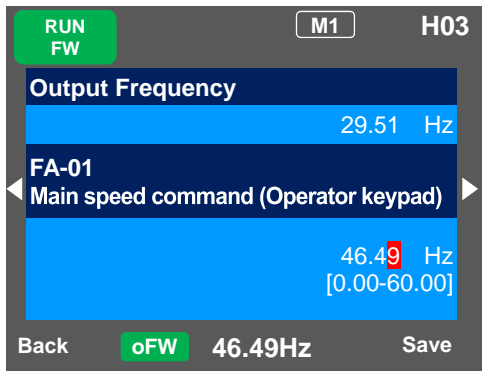 RUN
FW
M1
H03
Output Frequency
29.51 Hz
FA-01
Main speed command (Operator keypad)
46.49 Hz
[0.00-60.00]
Back oFW 46.49Hz Save